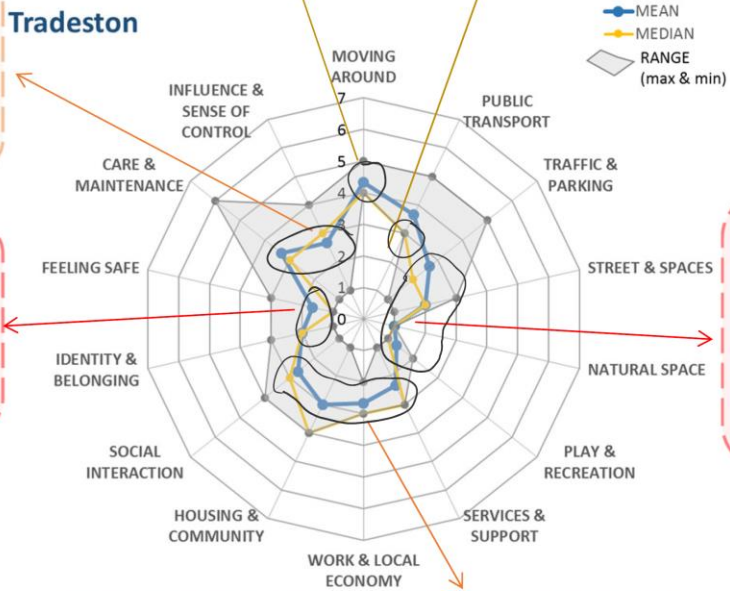 Tradeston
MEAN
MEDIAN
RANGE
(max & min)
MOVING
AROUND
INFLUENCE &
SENSE OF
CONTROL
PUBLIC
TRANSPORT
CARE &
MAINTENANCE
TRAFFIC &
PARKING
FEELING SAFE
STREET & SPACES
IDENTITY &
BELONGING
NATURAL SPACE
SOCIAL
INTERACTION
PLAY &
RECREATION
HOUSING &
COMMUNITY
SERVICES &
SUPPORT
WORK & LOCAL
ECONOMY
7
6
5
4
3
2
1
0